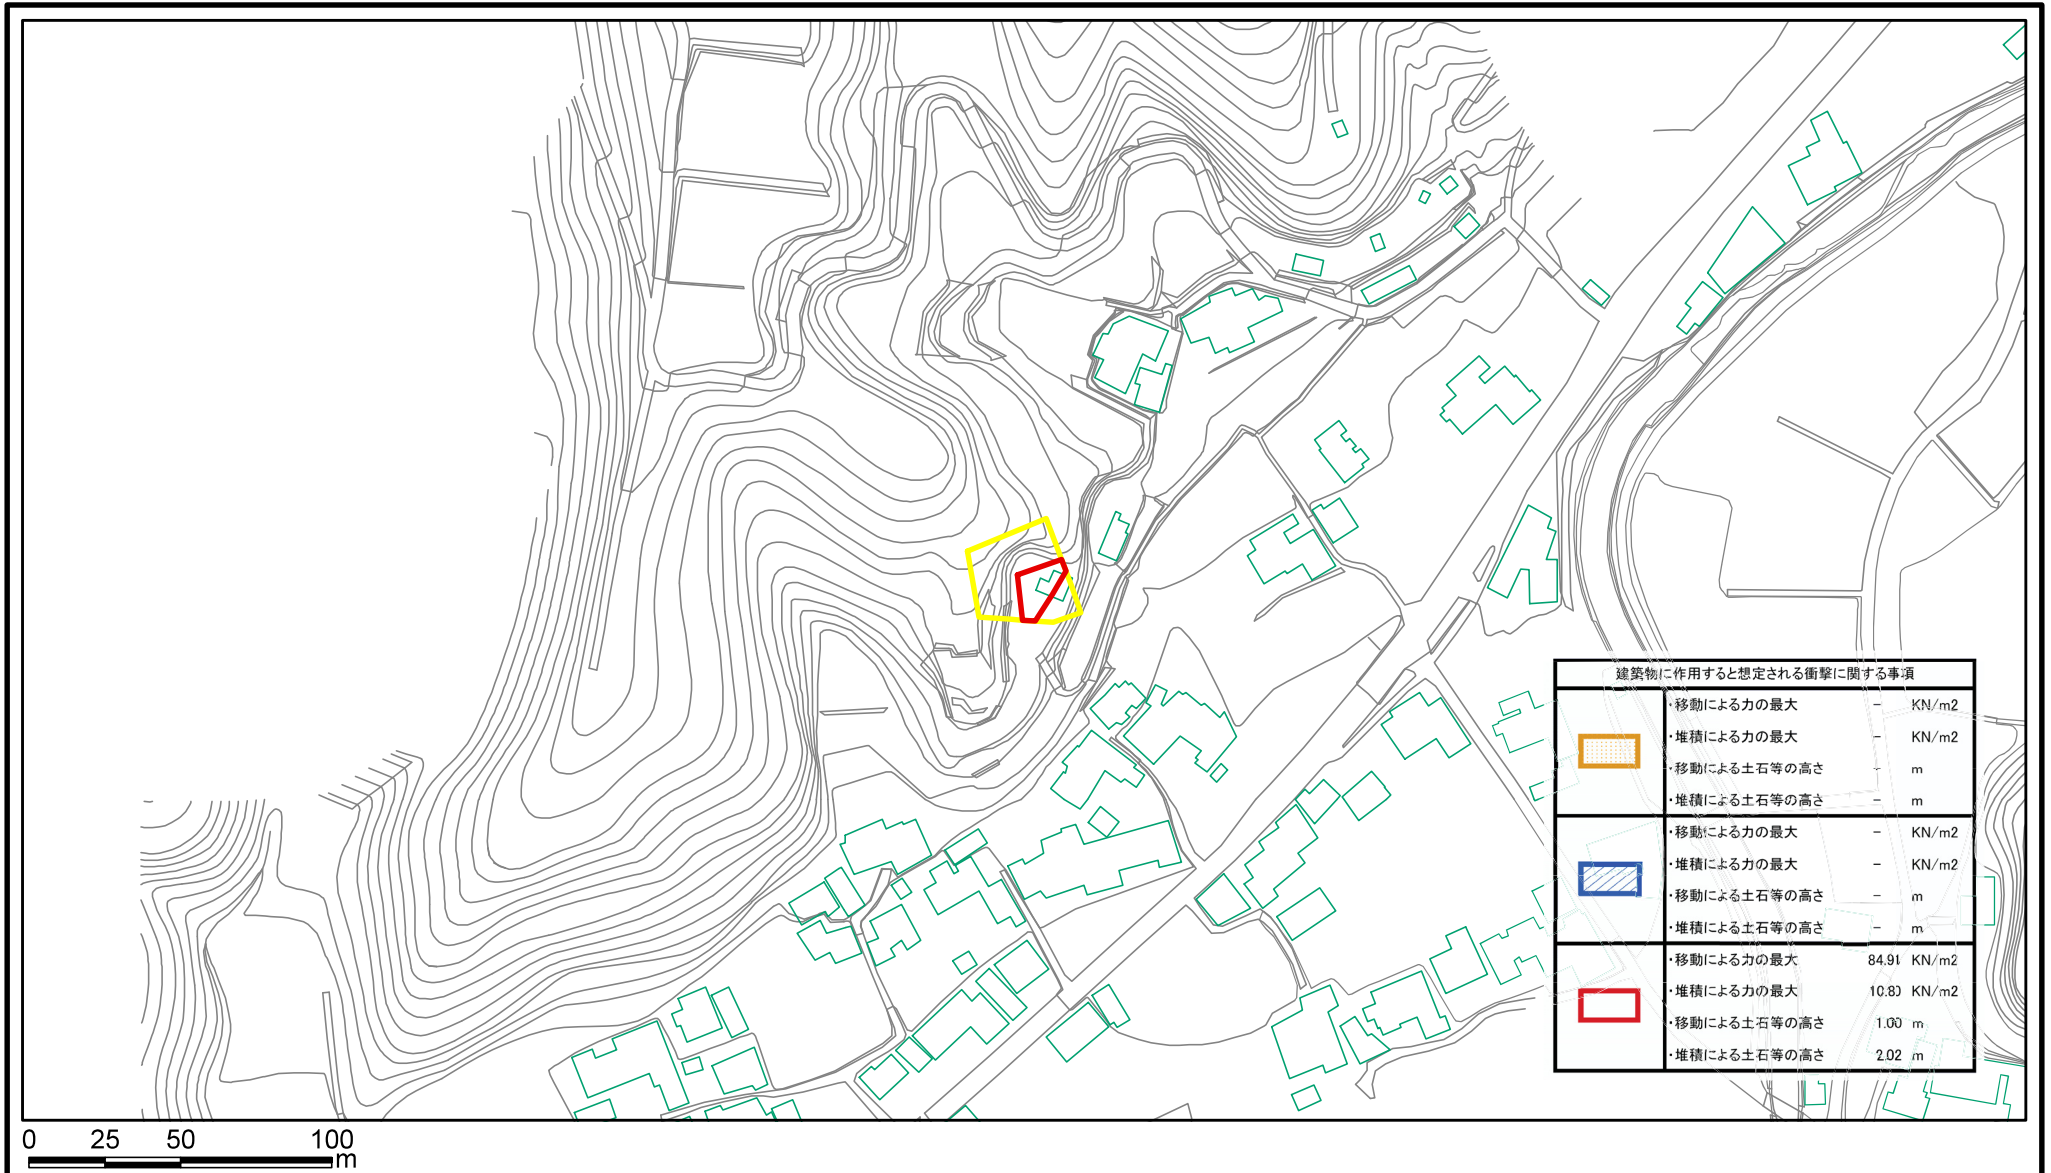 建築物に作用すると想定される衝撃に関する事項
・移動による力の最大 - KN/m2
・堆積による力の最大 - KN/m2
・移動による土石等の高さ - m
・堆積による土石等の高さ - m
・移動による力の最大 - KN/m2
・堆積による力の最大 - KN/m2
・移動による土石等の高さ - m
・堆積による土石等の高さ - m
・移動による力の最大 84.91 KN/m2
・堆積による力の最大 10.80 KN/m2
・移動による土石等の高さ 1.00 m
・堆積による土石等の高さ 2.02 m
0 25 50 100
m